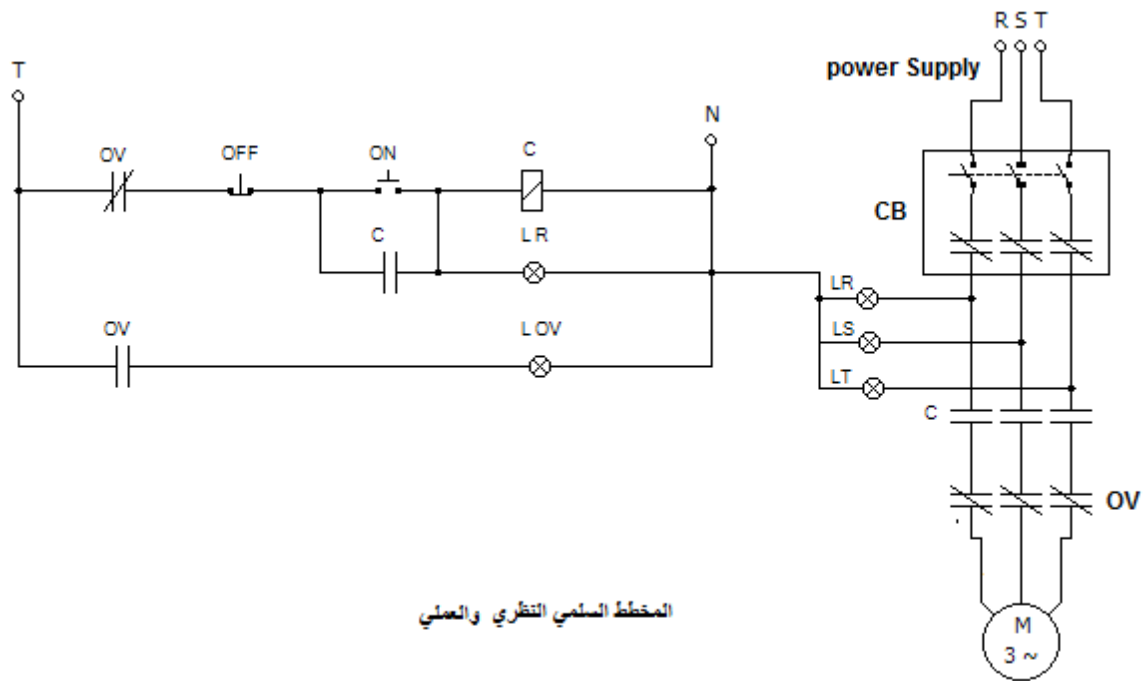 R S T
power Supply
T
N
OV
OFF
ON
C
CB
C
L R
OV
L OV
LR
LS
LT
C
OV
المخطط السلمي النظري والعملي
M
3 ~